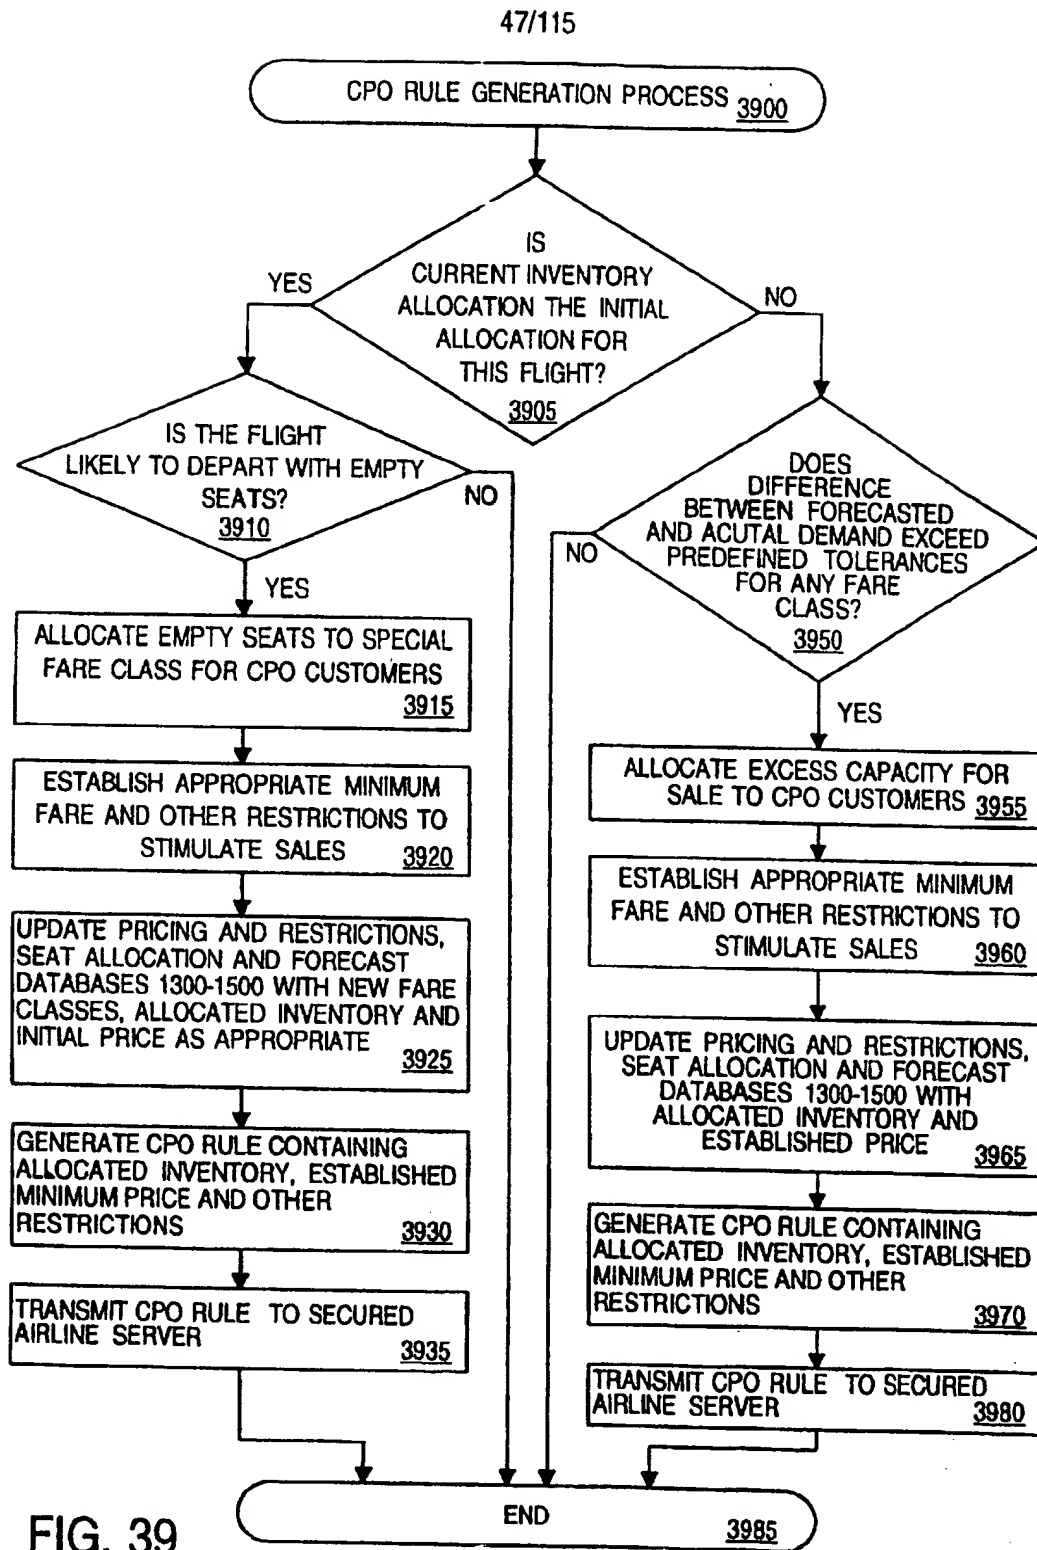 47/115
CPO RULE GENERATION PROCESS 3900
IS
CURRENT INVENTORY
ALLOCATION THE INITIAL
ALLOCATION FOR
THIS FLIGHT?
3905
YES
NO
IS THE FLIGHT
LIKELY TO DEPART WITH EMPTY
SEATS?
3910
NO
YES
ALLOCATE EMPTY SEATS TO SPECIAL
FARE CLASS FOR CPO CUSTOMERS
3915
ESTABLISH APPROPRIATE MINIMUM
FARE AND OTHER RESTRICTIONS TO
STIMULATE SALES 3920
UPDATE PRICING AND RESTRICTIONS,
SEAT ALLOCATION AND FORECAST
DATABASES 1300-1500 WITH NEW FARE
CLASSES, ALLOCATED INVENTORY AND
INITIAL PRICE AS APPROPRIATE 3925
GENERATE CPO RULE CONTAINING
ALLOCATED INVENTORY, ESTABLISHED
MINIMUM PRICE AND OTHER
RESTRICTIONS 3930
TRANSMIT CPO RULE TO SECURED
AIRLINE SERVER 3935
DOES
DIFFERENCE
BETWEEN FORECASTED
AND ACUTAL DEMAND EXCEED
PREDEFINED TOLERANCES
FOR ANY FARE
CLASS?
3950
NO
YES
ALLOCATE EXCESS CAPACITY FOR
SALE TO CPO CUSTOMERS 3955
ESTABLISH APPROPRIATE MINIMUM
FARE AND OTHER RESTRICTIONS TO
STIMULATE SALES 3960
UPDATE PRICING AND RESTRICTIONS,
SEAT ALLOCATION AND FORECAST
DATABASES 1300-1500 WITH
ALLOCATED INVENTORY AND
ESTABLISHED PRICE 3965
GENERATE CPO RULE CONTAINING
ALLOCATED INVENTORY, ESTABLISHED
MINIMUM PRICE AND OTHER
RESTRICTIONS 3970
TRANSMIT CPO RULE TO SECURED
AIRLINE SERVER 3980
END 3985
FIG. 39